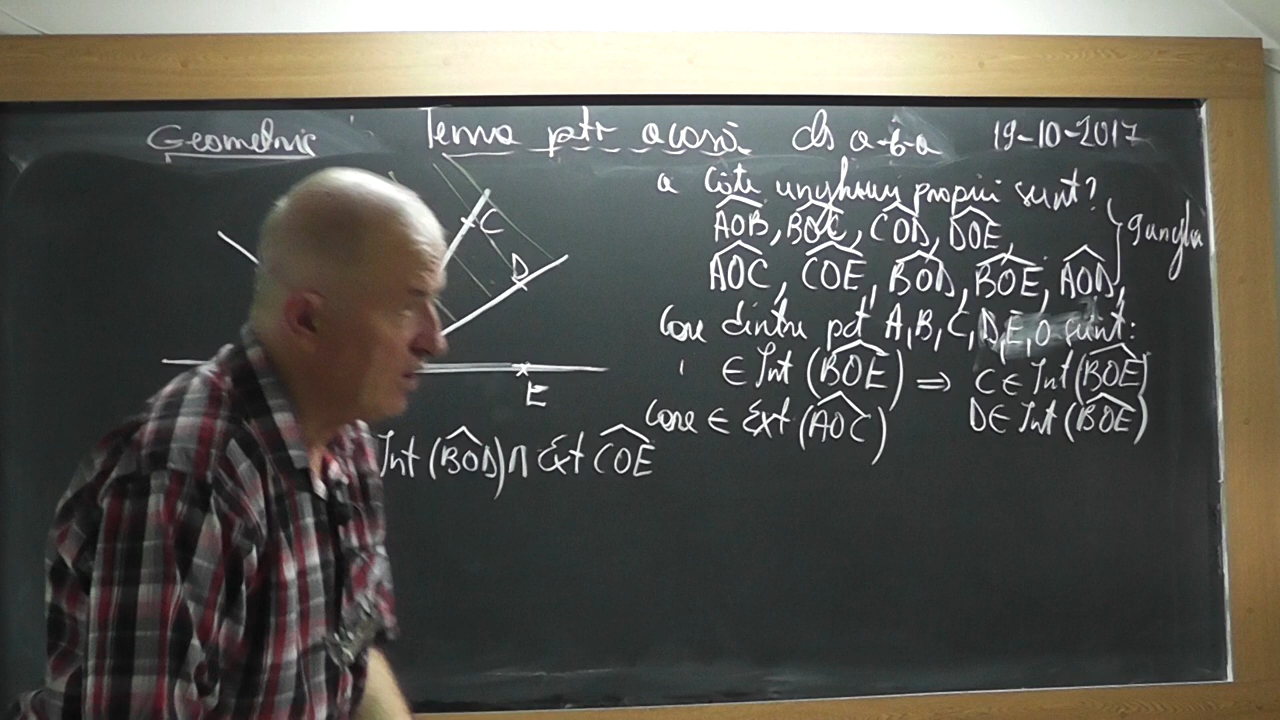 Geometrie Tema ptr acasă cls a-6-a 19-10-2017
a Câte unghiuri proprii sunt?
AOB, BOC, COD, DOE,
AOC, COE, BOD, BOE, AOD, 9 unghiu
Care dintre pct A, B, C, D, E, O sunt:
∈ Int (BOE) ⇒ C ∈ Int (BOE)
Care ∈ Ext (AOC) D ∈ Int (BOE)
Int (BOD) ∩ Ext COE
C
D
E